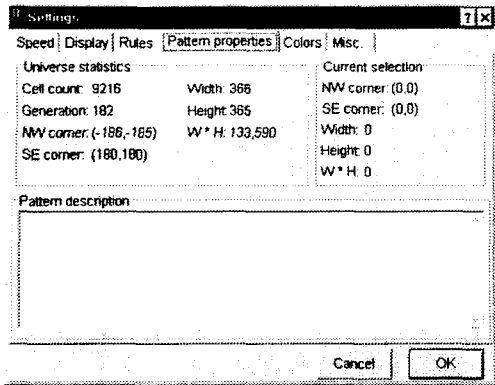 Settings
Speed Display Rules Pattern properties Colors Misc.
Universe statistics
Cell count: 9216 Width: 366
Generation: 182 Height: 365
NW corner: (-186,-185) W * H: 133,590
SE corner: (180,180)
Current selection
NW corner: (0,0)
SE corner: (0,0)
Width: 0
Height: 0
W * H: 0
Pattern description
Cancel OK